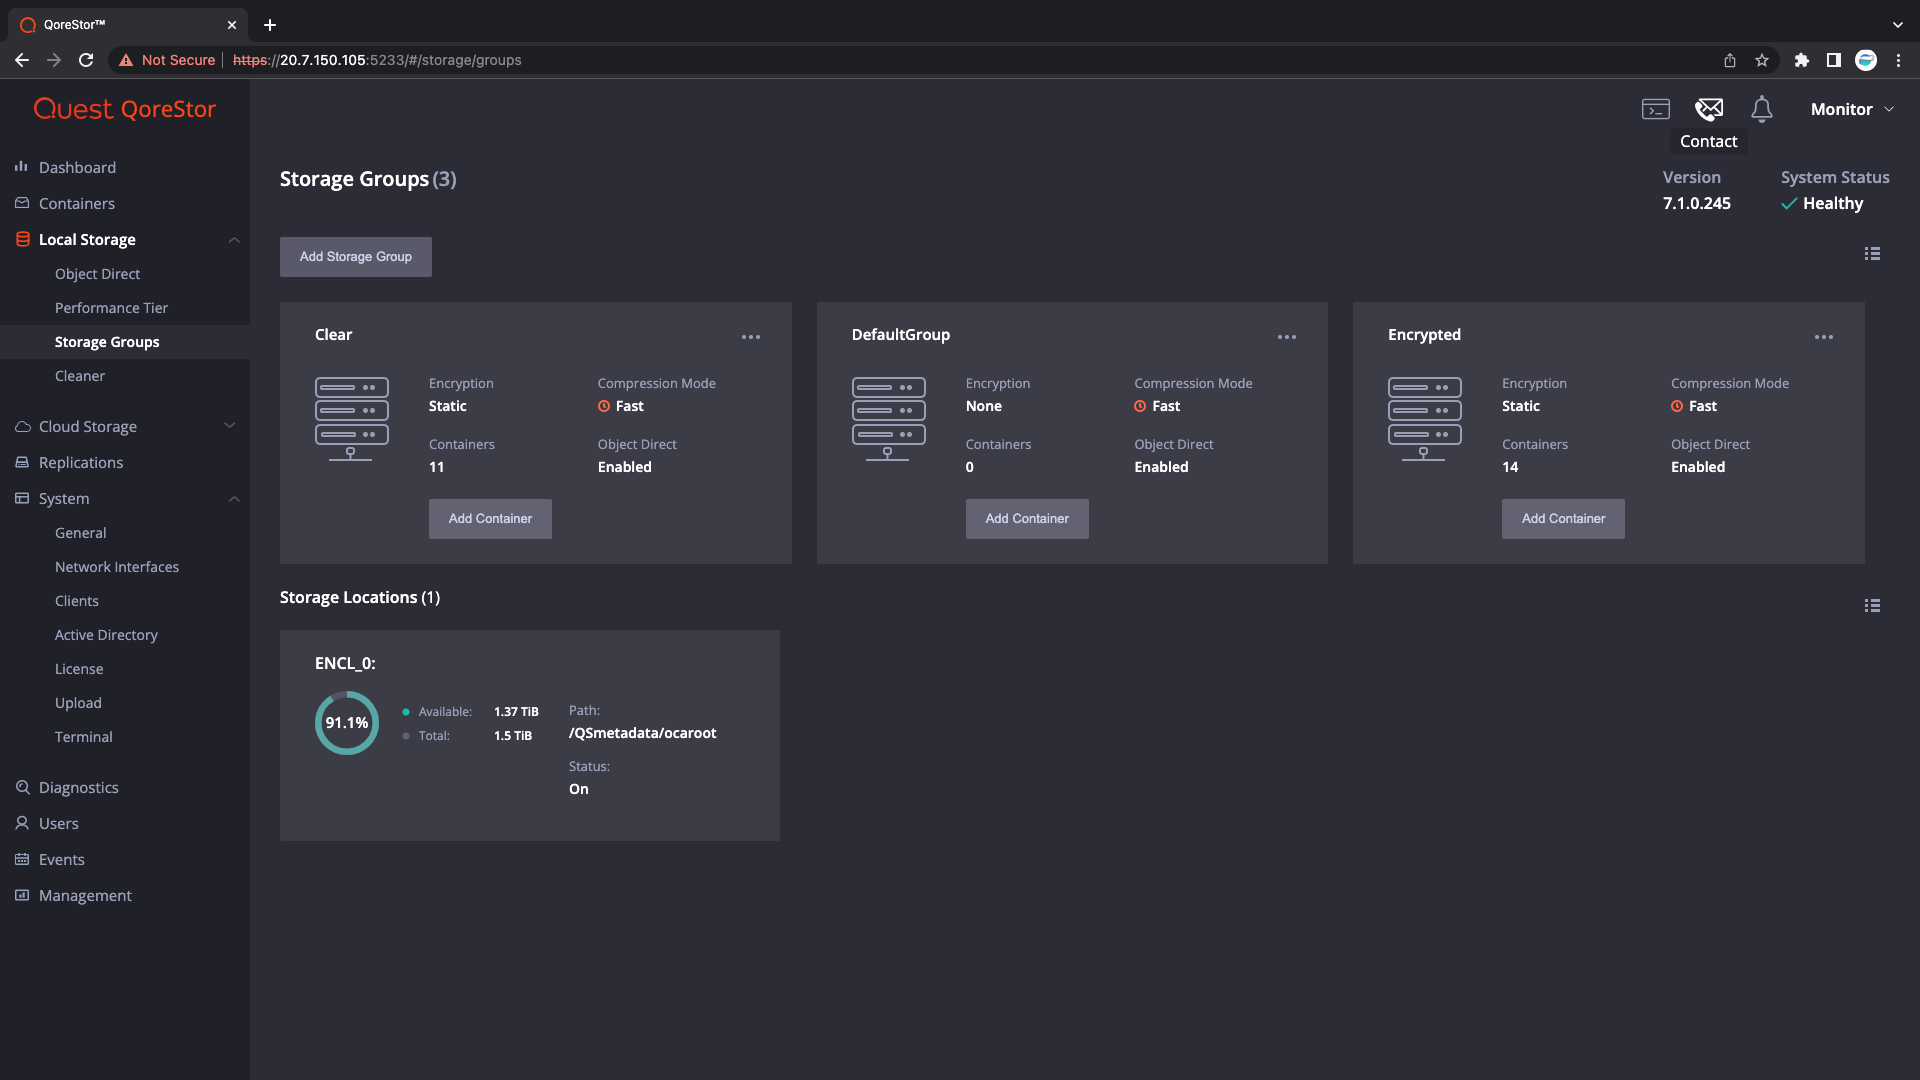 QoreStor™
Not Secure
https://20.7.150.105:5233/#/storage/groups
Quest QoreStor
Monitor
Contact
Dashboard
Containers
Local Storage
Object Direct
Performance Tier
Storage Groups
Cleaner
Cloud Storage
Replications
System
General
Network Interfaces
Clients
Active Directory
License
Upload
Terminal
Diagnostics
Users
Events
Management
Storage Groups (3)
Version
7.1.0.245
System Status
Healthy
Add Storage Group
Clear
Encryption
Static
Compression Mode
Fast
Containers
11
Object Direct
Enabled
Add Container
DefaultGroup
Encryption
None
Compression Mode
Fast
Containers
0
Object Direct
Enabled
Add Container
Encrypted
Encryption
Static
Compression Mode
Fast
Containers
14
Object Direct
Enabled
Add Container
Storage Locations (1)
ENCL_0:
91.1%
Available: 1.37 TiB
Total: 1.5 TiB
Path:
/QSmetadata/ocaroot
Status:
On